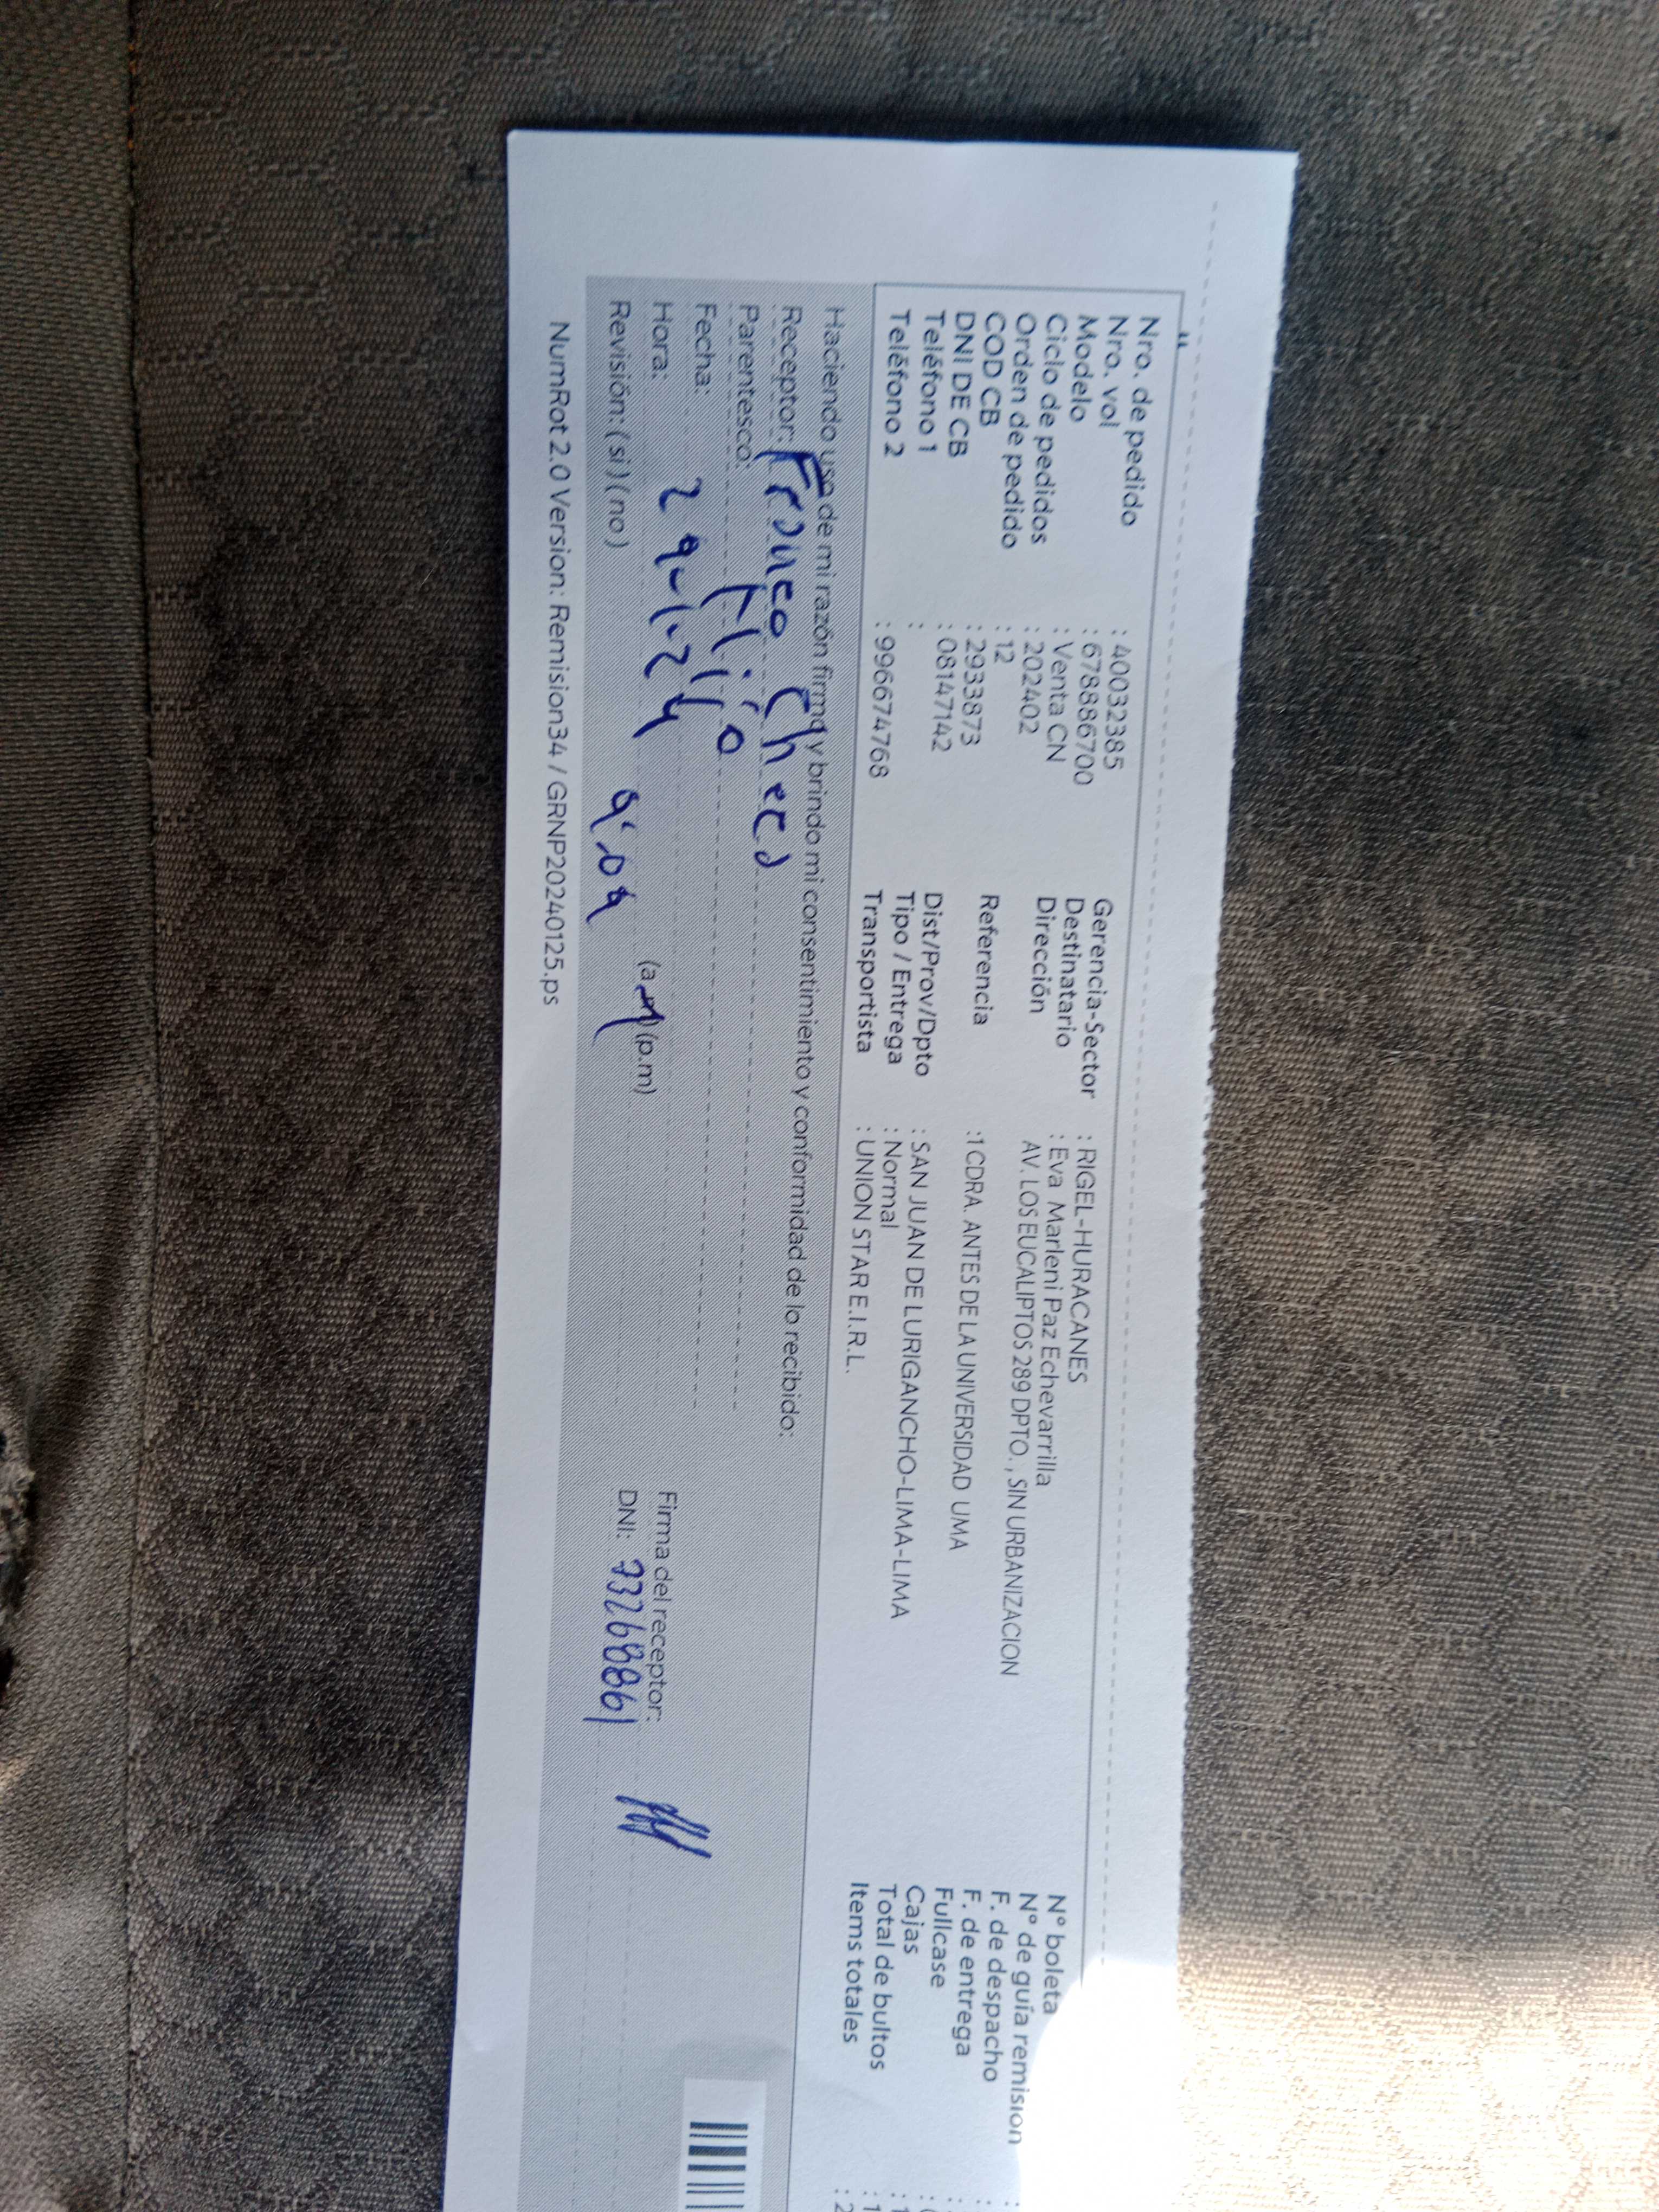 Nro. de pedido : 40032385
Nro. vol : 678886700
Modelo : Venta CN
Ciclo de pedidos : 202402
Orden de pedido : 12
COD CB : 2933873
DNI DE CB : 08147142
Teléfono 1 :
Teléfono 2 : 996674768
Gerencia-Sector : RIGEL-HURACANES
Destinatario : Eva Marleni Paz Echevarrilla
Dirección AV. LOS EUCALIPTOS 289 DPTO. , SIN URBANIZACION
Referencia :1 CDRA. ANTES DE LA UNIVERSIDAD UMA
Dist/Prov/Dpto : SAN JUAN DE LURIGANCHO-LIMA-LIMA
Tipo / Entrega : Normal
Transportista : UNION STAR E.I.R.L.
N° boleta
N° de guía remisión :
F. de despacho :
F. de entrega :
Fullcase
Cajas : 1
Total de bultos : 1
Items totales : 2
Haciendo uso de mi razón firmo y brindo mi consentimiento y conformidad de lo recibido:
Receptor: Franco Checa
Parentesco:
Fecha: 29-1-24
Hora: 9:09 (a.m) (p.m)
Revisión: (si) (no)
Firma del receptor:
DNI: 73268861
NumRot 2.0 Version: Remision34 / GRNP20240125.ps